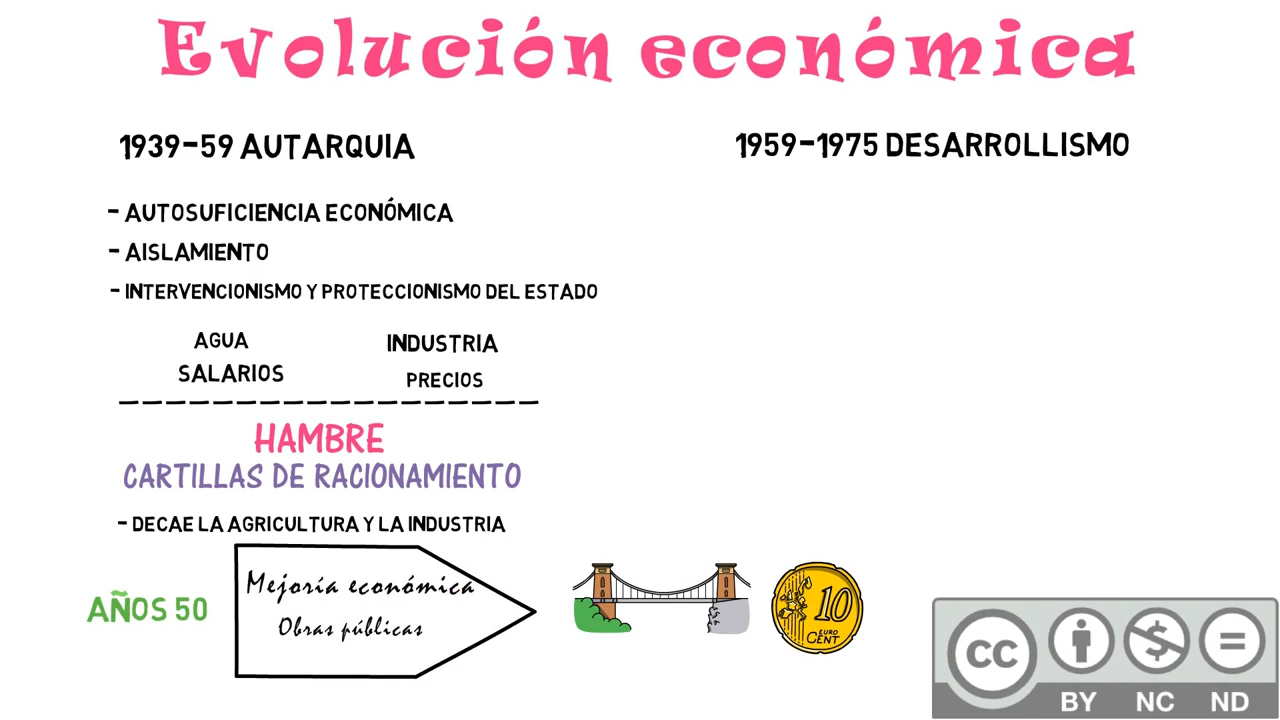 Evolución económica
1939-59 AUTARQUIA
1959-1975 DESARROLLISMO
- AUTOSUFICIENCIA ECONÓMICA
- AISLAMIENTO
- INTERVENCIONISMO Y PROTECCIONISMO DEL ESTADO
AGUA
INDUSTRIA
SALARIOS
PRECIOS
HAMBRE
CARTILLAS DE RACIONAMIENTO
- DECAE LA AGRICULTURA Y LA INDUSTRIA
AÑOS 50
Mejoría económica
Obras públicas
10
EURO
CENT
CC
BY NC ND